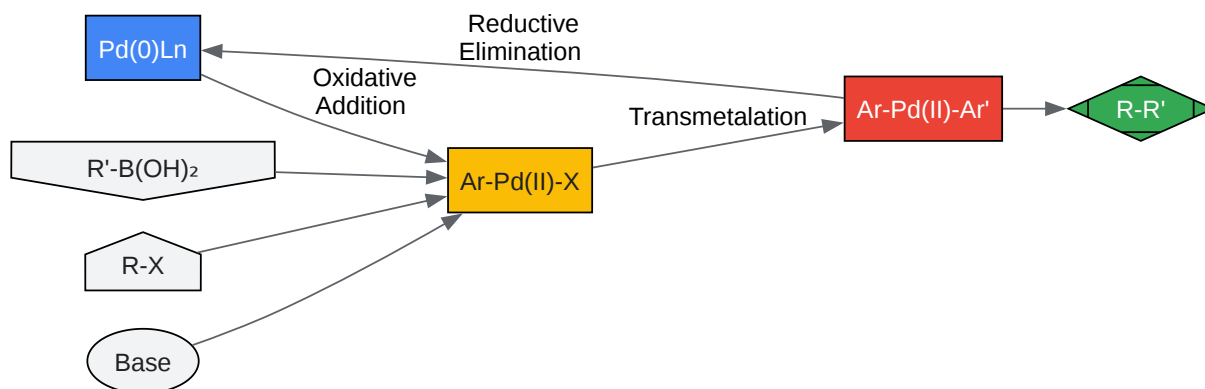 Reductive
Elimination
Pd(0)Ln
Oxidative
Addition
Transmetalation
Ar-Pd(II)-Ar'
R-R'
R'-B(OH)₂
Ar-Pd(II)-X
R-X
Base